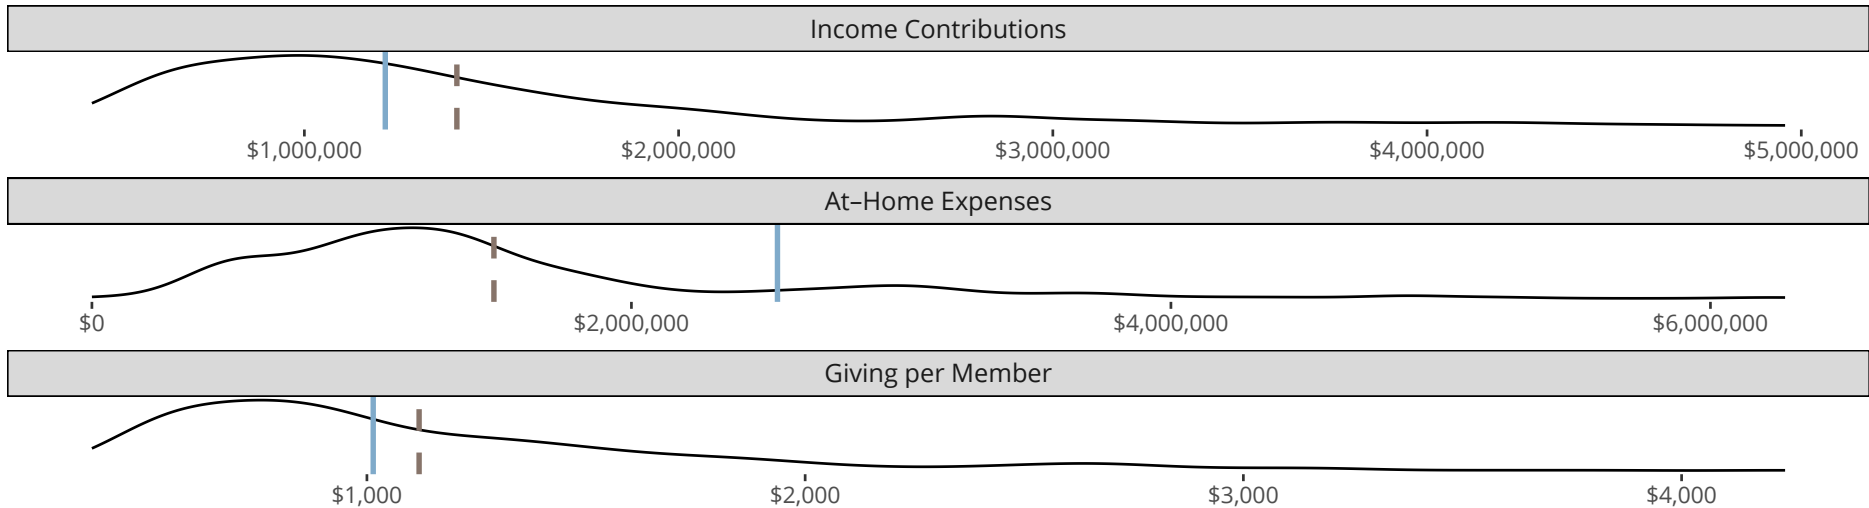 Income Contributions
$1,000,000 $2,000,000 $3,000,000 $4,000,000 $5,000,000
At–Home Expenses
$0 $2,000,000 $4,000,000 $6,000,000
Giving per Member
$1,000 $2,000 $3,000 $4,000